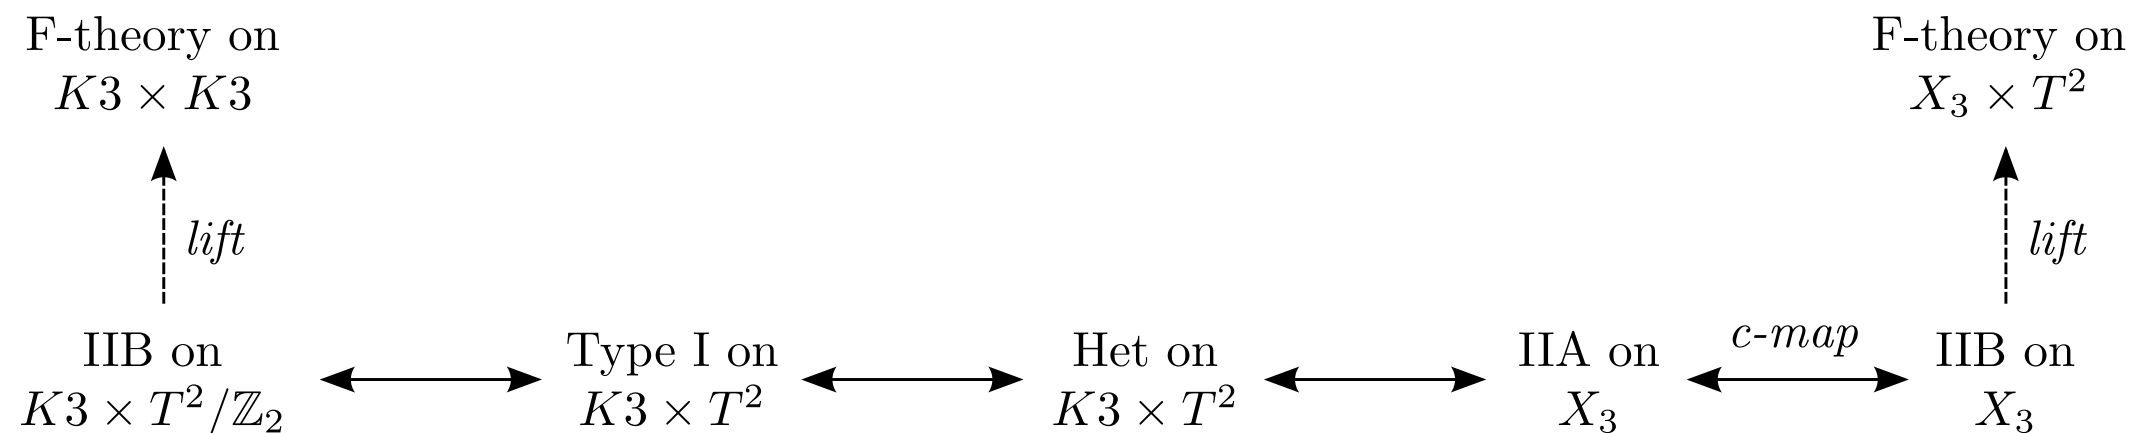 F-theory on
K3 × K3
F-theory on
X₃ × T²
lift
lift
IIB on
K3 × T²/ℤ₂
Type I on
K3 × T²
Het on
K3 × T²
IIA on
X₃
c-map
IIB on
X₃